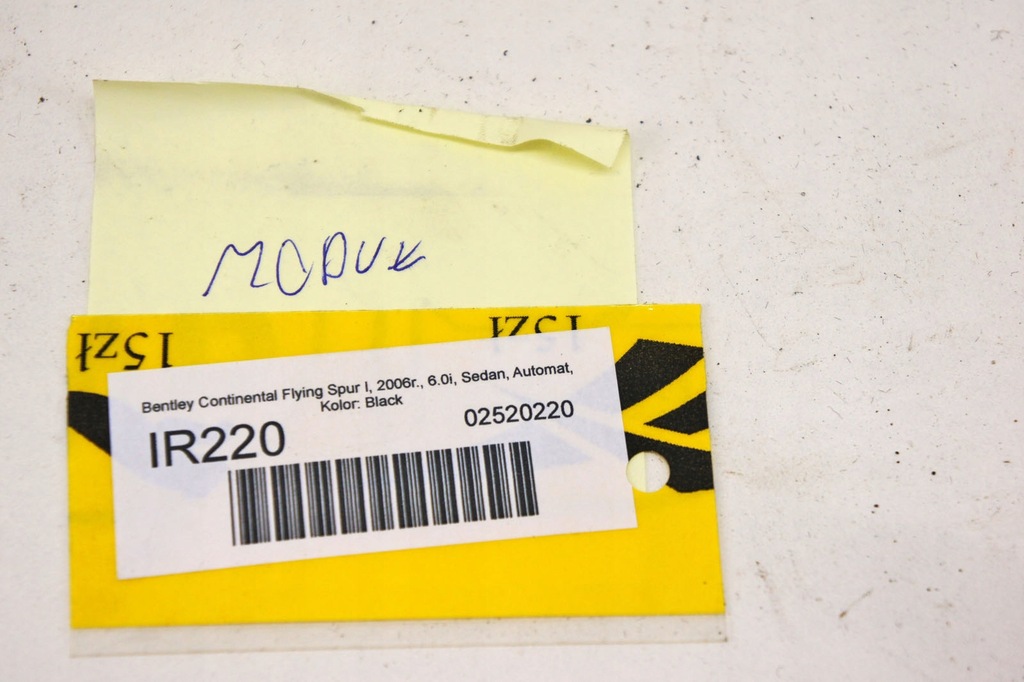 MODUŁ
15zł 15zł
Bentley Continental Flying Spur I, 2006r., 6.0i, Sedan, Automat,
Kolor: Black
IR220 02520220